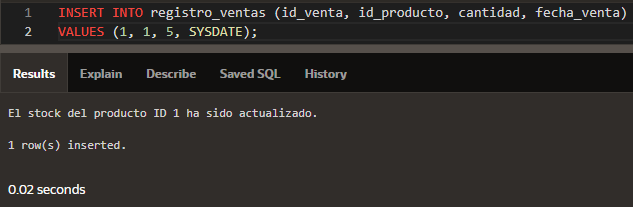 1 INSERT INTO registro_ventas (id_venta, id_producto, cantidad, fecha_venta)
2 VALUES (1, 1, 5, SYSDATE);
Results Explain Describe Saved SQL History
El stock del producto ID 1 ha sido actualizado.
1 row(s) inserted.
0.02 seconds